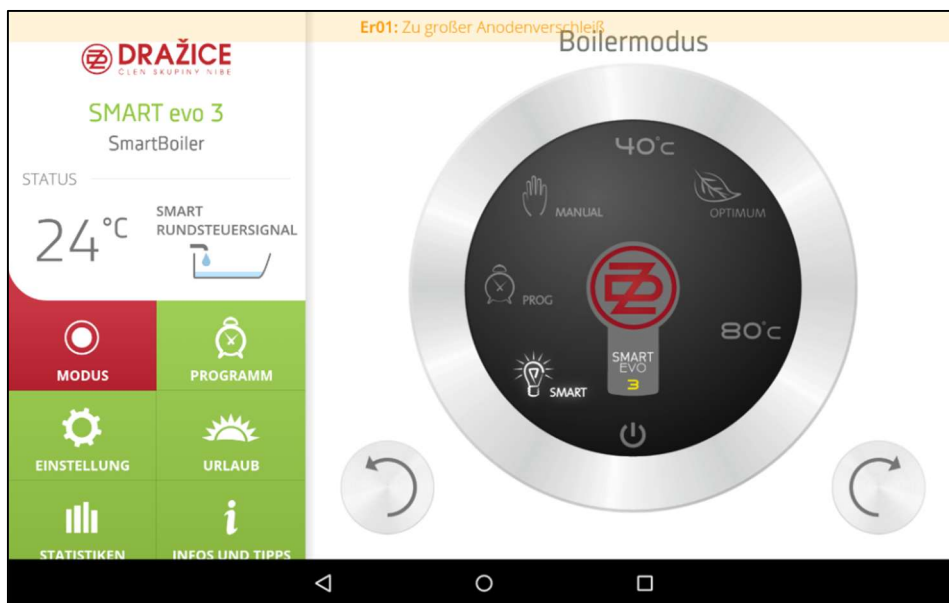 Er01: Zu großer Anodenverschleiß
DRAŽICE
ČLEN SKUPINY NIBE
SMART evo 3
SmartBoiler
STATUS
24°C
SMART
RUNDSTEUERSIGNAL
MODUS
PROGRAMM
EINSTELLUNG
URLAUB
STATISTIKEN
INFOS UND TIPPS
Boilermodus
40°C
MANUAL
OPTIMUM
PROG
80°C
SMART
EVO
3
SMART